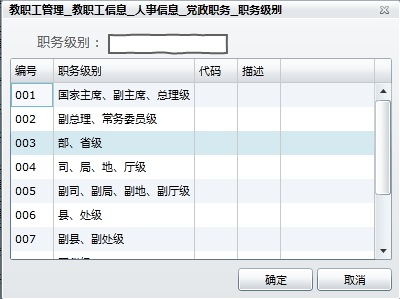 教职工管理_教职工信息_人事信息_党政职务_职务级别
职务级别：
编号 职务级别 代码 描述
001 国家主席、副主席、总理级
002 副总理、常务委员级
003 部、省级
004 司、局、地、厅级
005 副司、副局、副地、副厅级
006 县、处级
007 副县、副处级
确定 取消